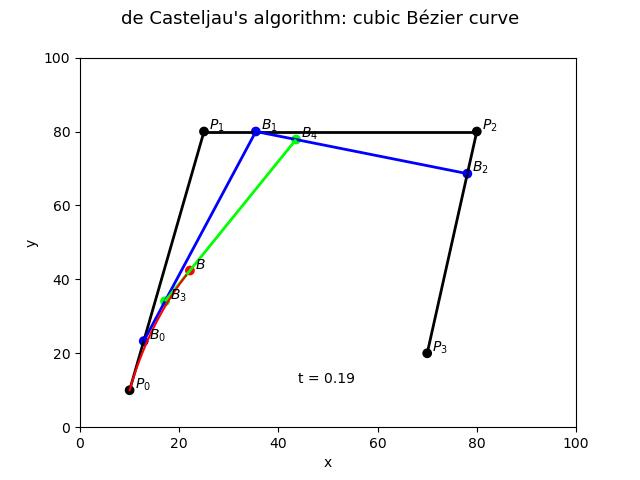 de Casteljau's algorithm: cubic Bézier curve
100
80
60
40
20
0
y
P₁
B₁
B₄
P₂
B₂
B
B₃
B₀
P₃
P₀
t = 0.19
0 20 40 60 80 100
x